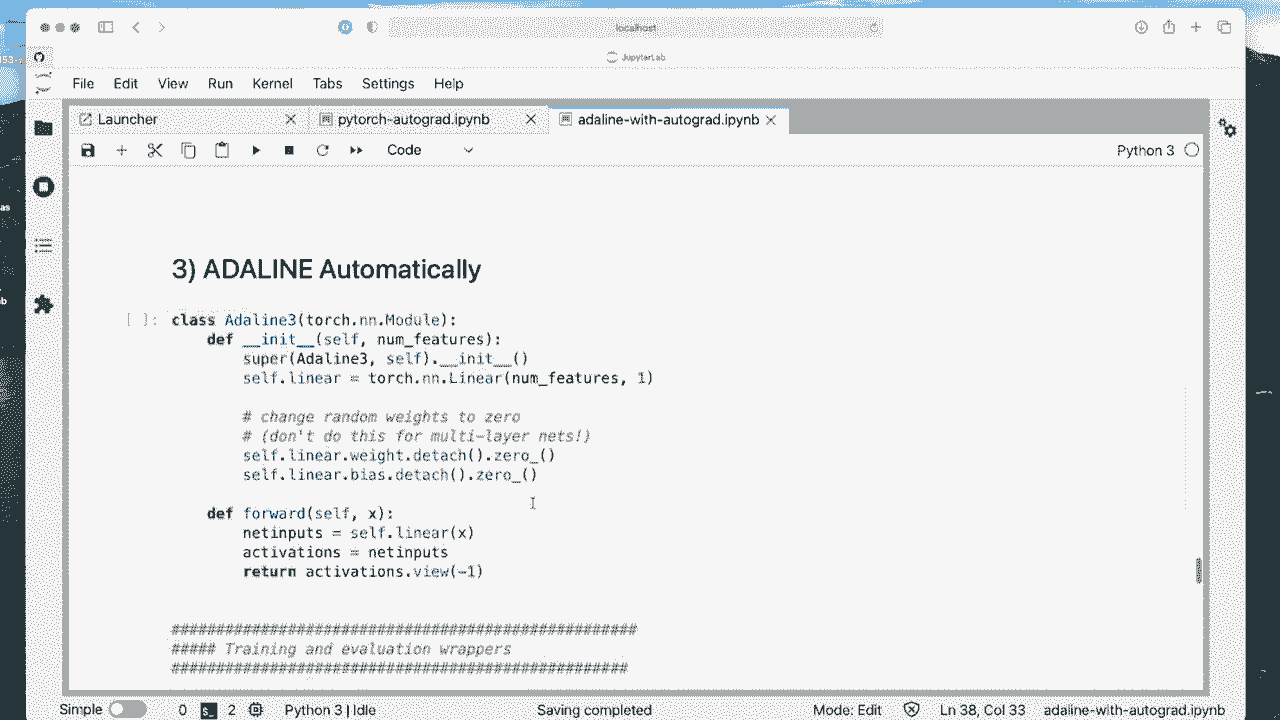 localhost
JupyterLab
File Edit View Run Kernel Tabs Settings Help
Launcher pytorch-autograd.ipynb adaline-with-autograd.ipynb
Code Python 3
3) ADALINE Automatically
[ ]: class Adaline3(torch.nn.Module):
def __init__(self, num_features):
super(Adaline3, self).__init__()
self.linear = torch.nn.Linear(num_features, 1)
# change random weights to zero
# (don't do this for multi-layer nets!)
self.linear.weight.detach().zero_()
self.linear.bias.detach().zero_()
def forward(self, x):
netinputs = self.linear(x)
activations = netinputs
return activations.view(-1)
####################################################
##### Training and evaluation wrappers
###################################################
Simple 0 2 Python 3 | Idle Saving completed Mode: Edit Ln 38, Col 33 adaline-with-autograd.ipynb